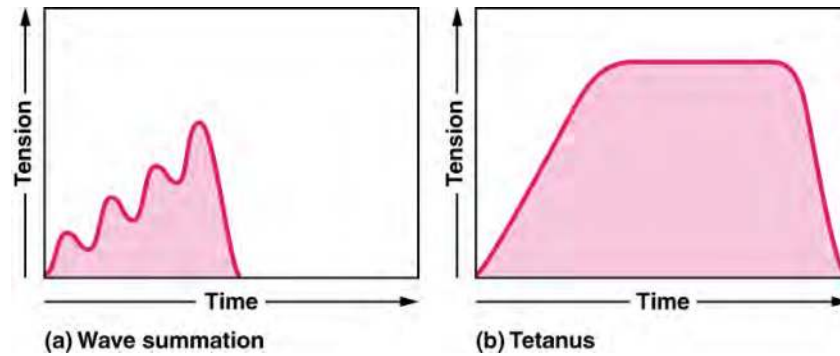 Tension
Time
(a) Wave summation
Tension
Time
(b) Tetanus